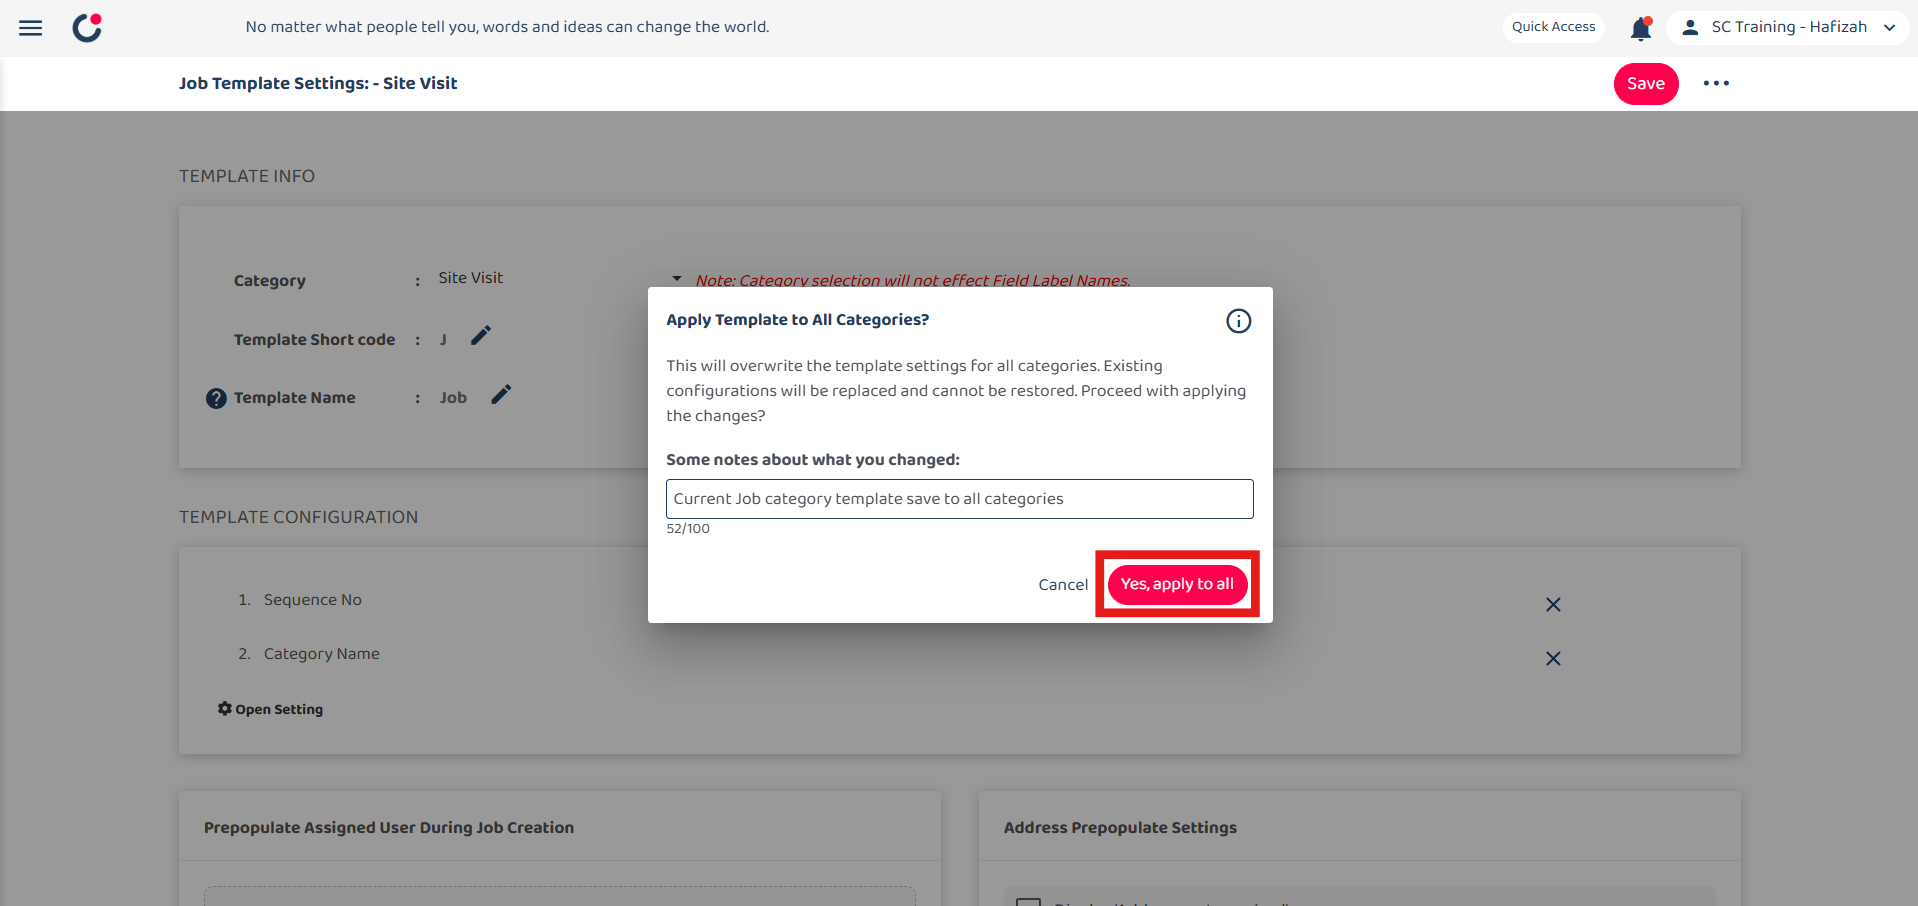 No matter what people tell you, words and ideas can change the world.
Quick Access
SC Training - Hafizah
Job Template Settings: - Site Visit
Save
TEMPLATE INFO
Category : Site Visit
Note: Category selection will not effect Field Label Names.
Template Short code : J
Template Name : Job
Apply Template to All Categories?
This will overwrite the template settings for all categories. Existing
configurations will be replaced and cannot be restored. Proceed with applying
the changes?
Some notes about what you changed:
Current Job category template save to all categories
52/100
Cancel
Yes, apply to all
TEMPLATE CONFIGURATION
1. Sequence No
2. Category Name
Open Setting
Prepopulate Assigned User During Job Creation
Address Prepopulate Settings